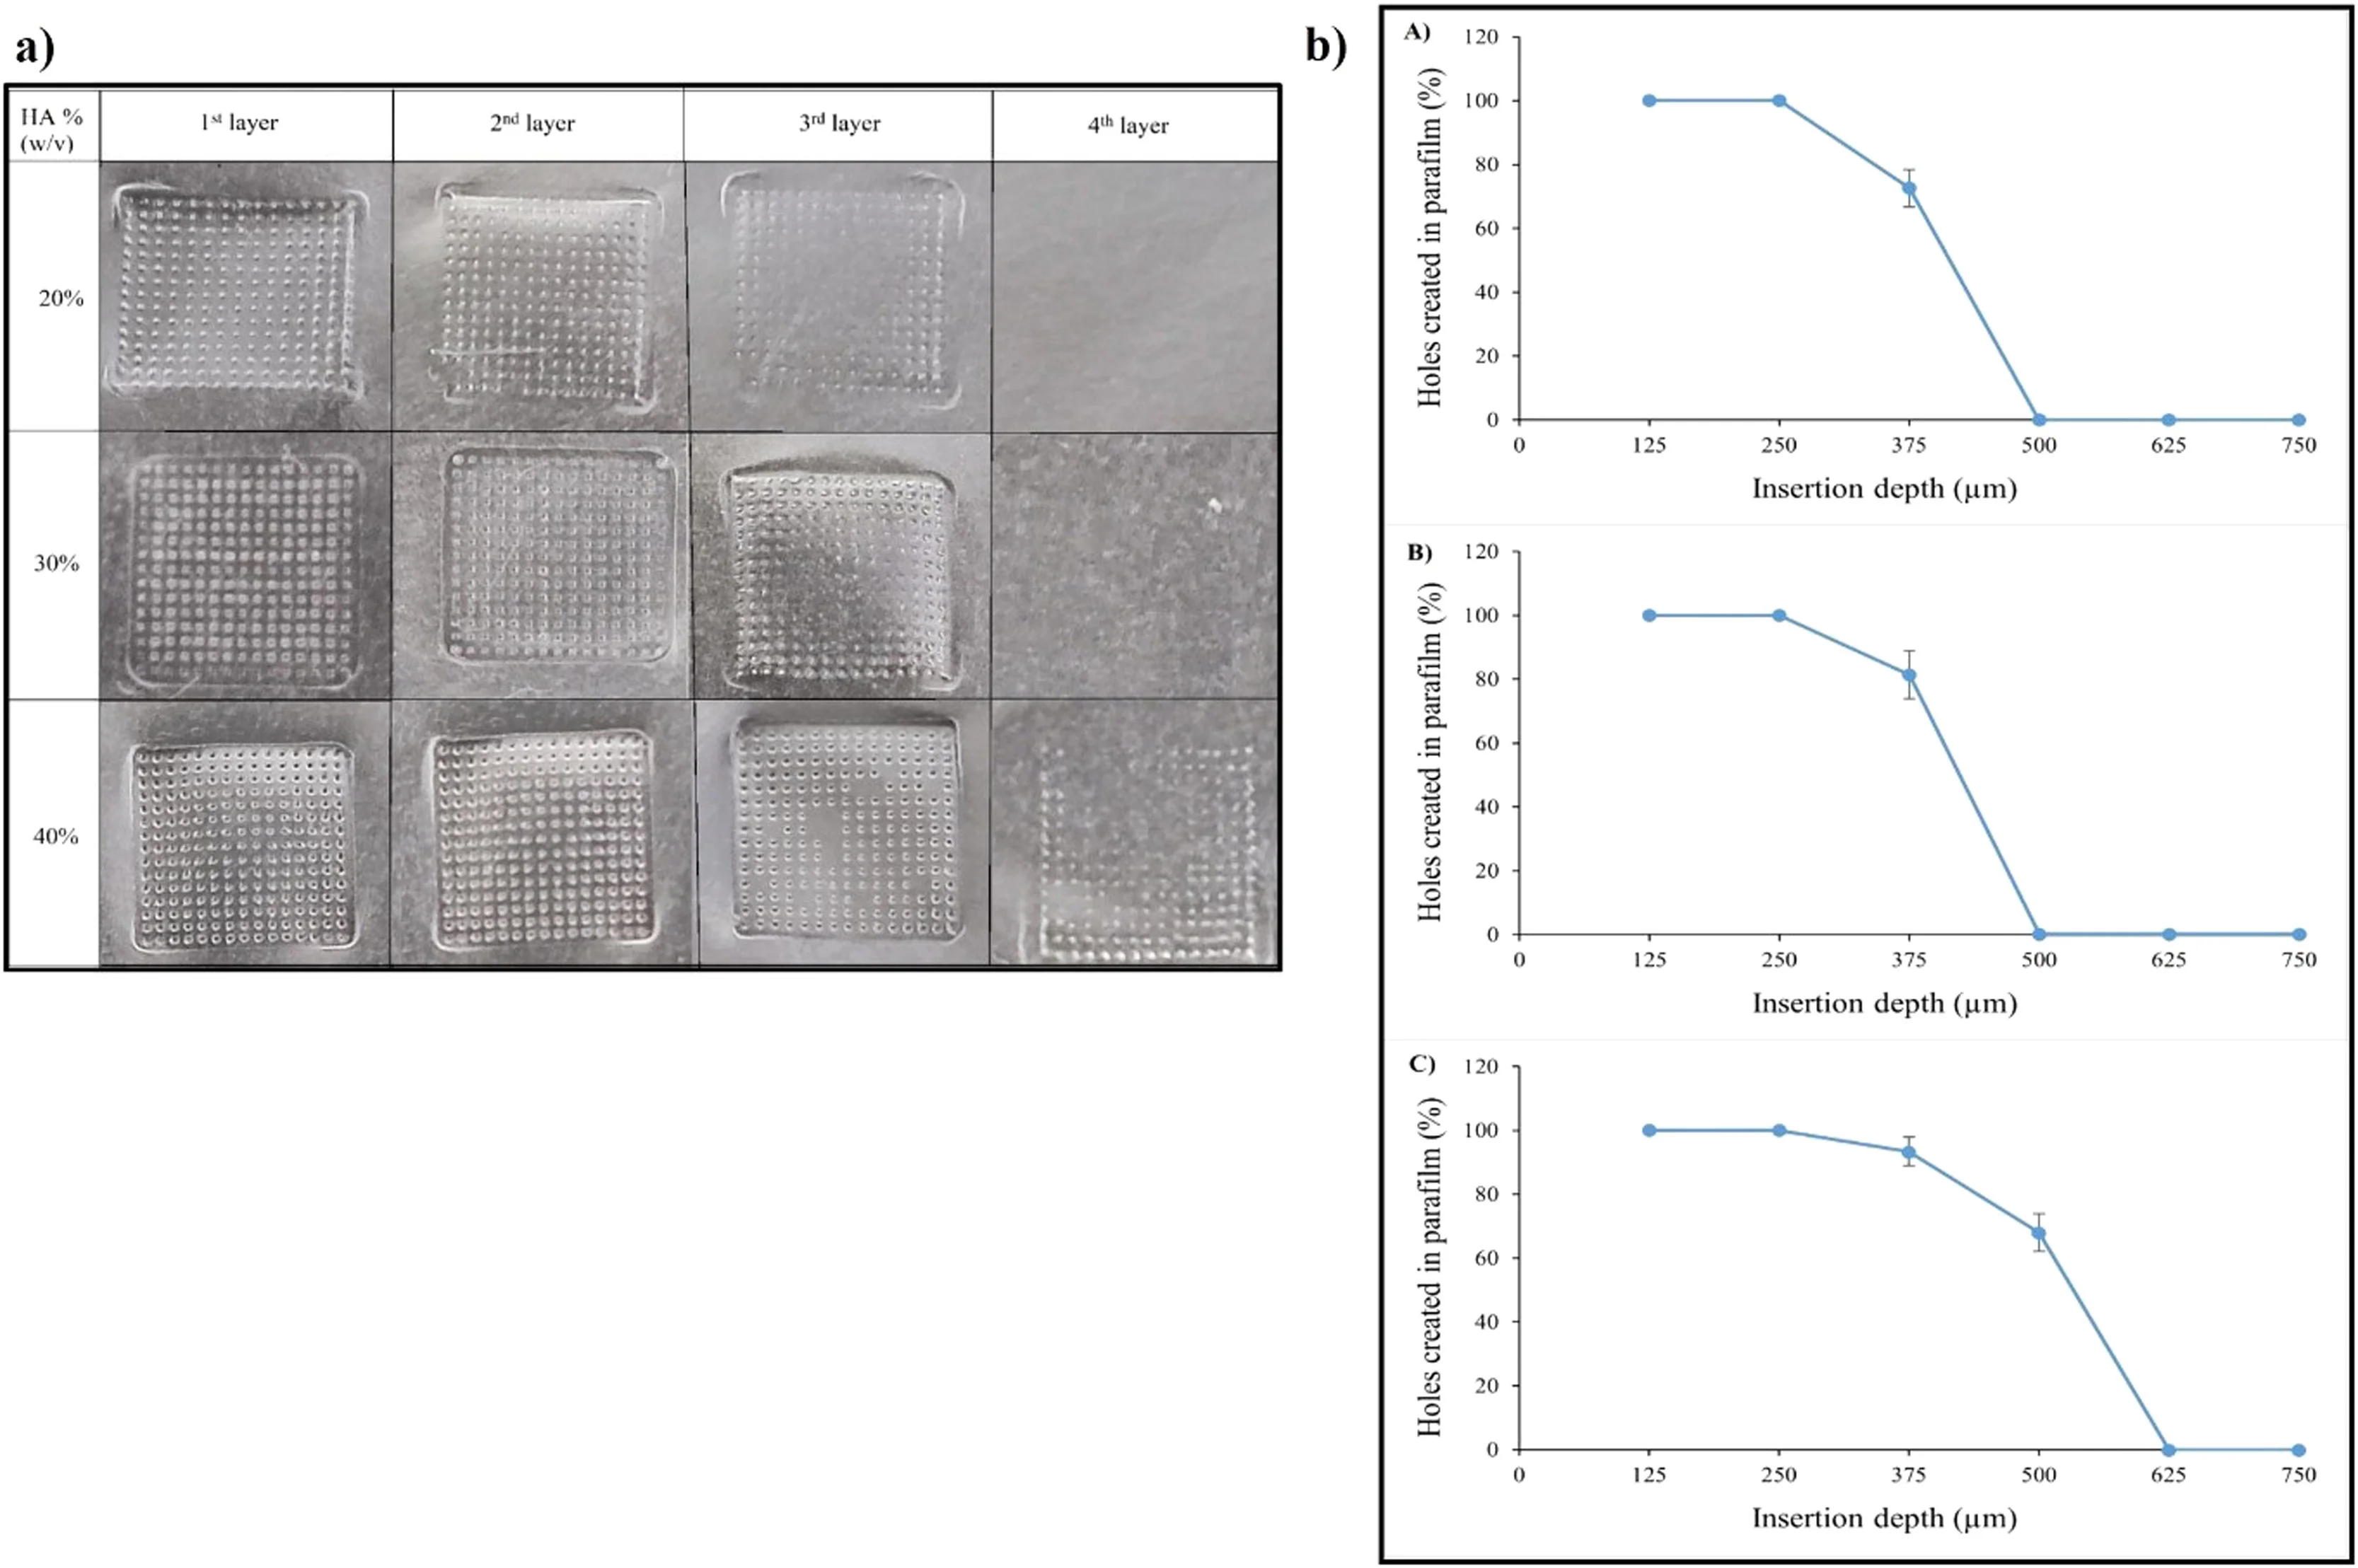 a)
HA % (w/v)
1st layer
2nd layer
3rd layer
4th layer
20%
30%
40%
b)
A)
Holes created in parafilm (%)
120
100
80
60
40
20
0
0 125 250 375 500 625 750
Insertion depth (µm)
B)
Holes created in parafilm (%)
120
100
80
60
40
20
0
0 125 250 375 500 625 750
Insertion depth (µm)
C)
Holes created in parafilm (%)
120
100
80
60
40
20
0
0 125 250 375 500 625 750
Insertion depth (µm)